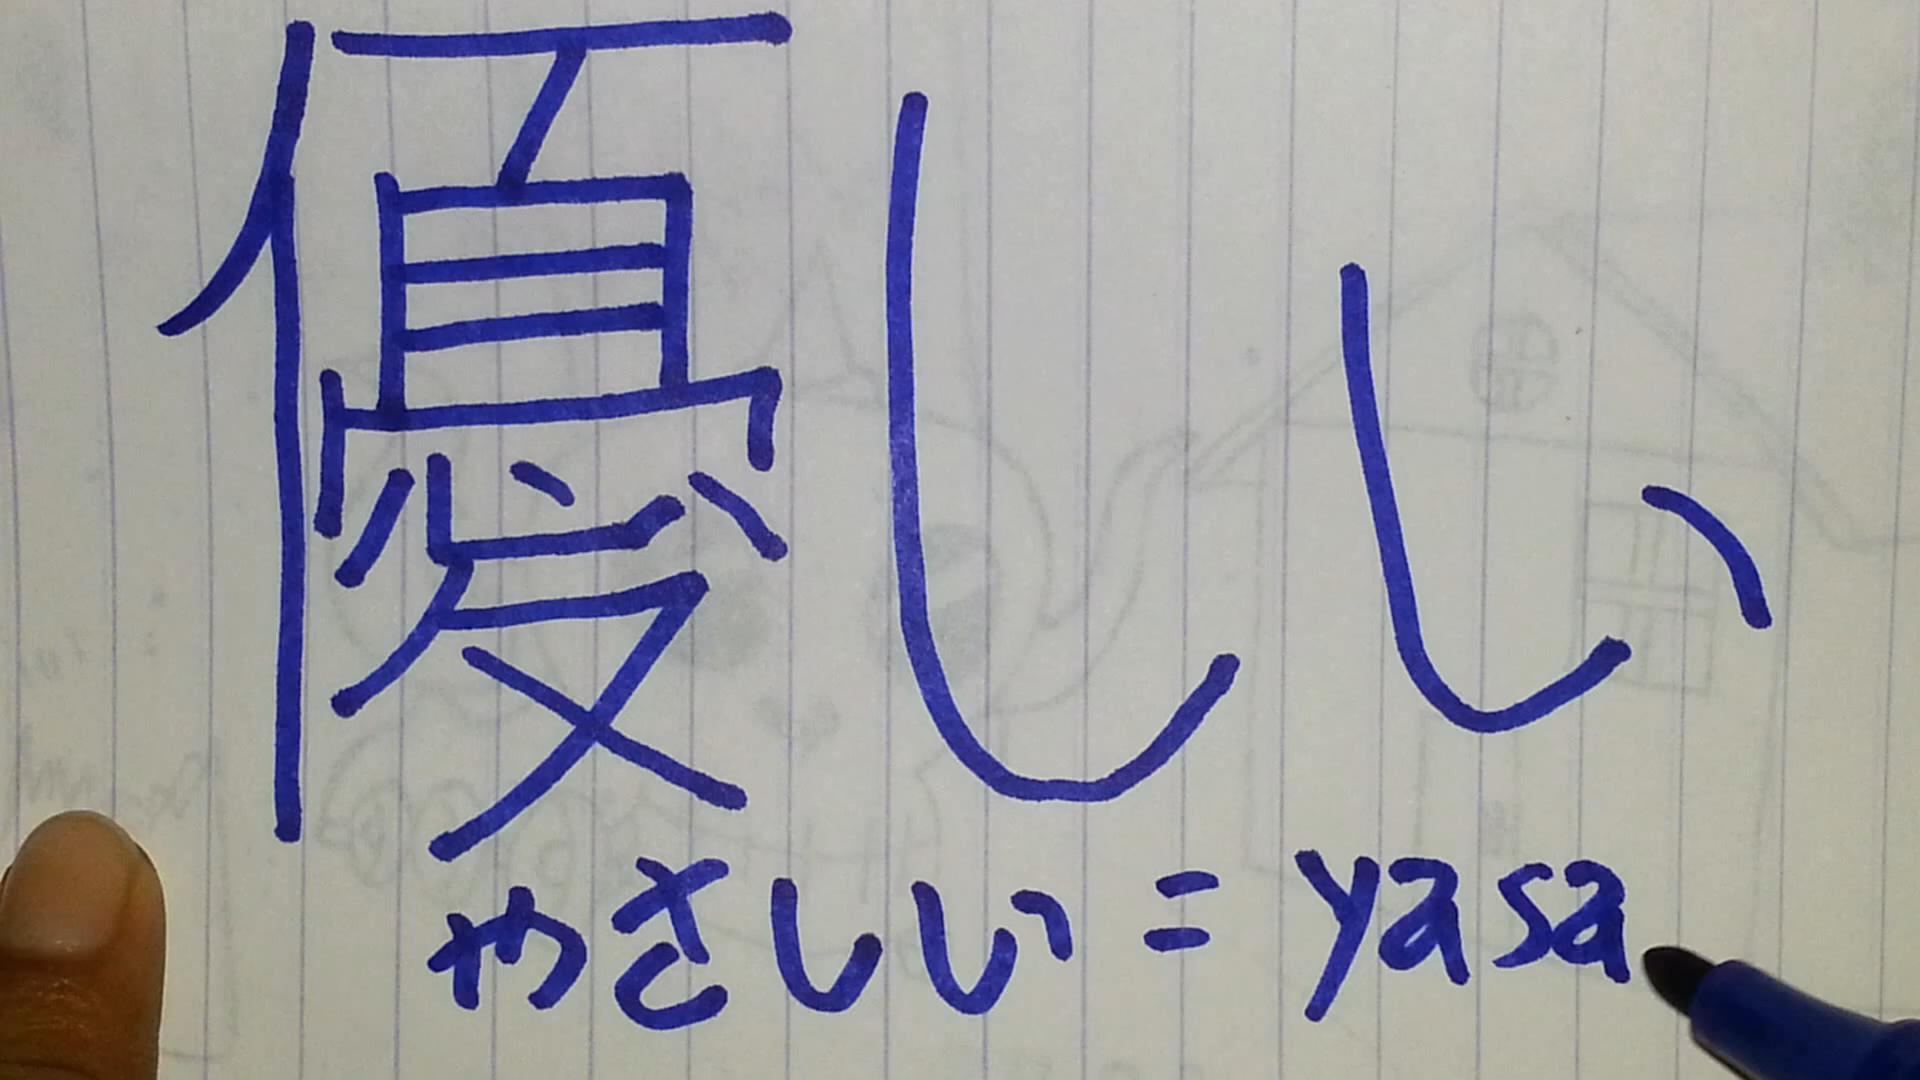 優しい
やさしい = yasa